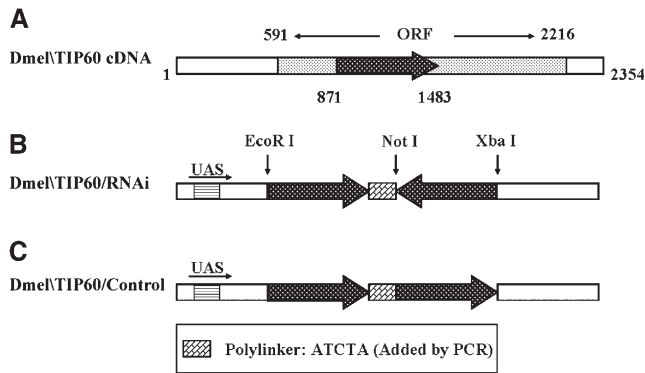 A
591 ORF 2216
Dmel\TIP60 cDNA
1 2354
871 1483
B
EcoR I Not I Xba I
UAS
Dmel\TIP60/RNAi
C
UAS
Dmel\TIP60/Control
Polylinker: ATCTA (Added by PCR)